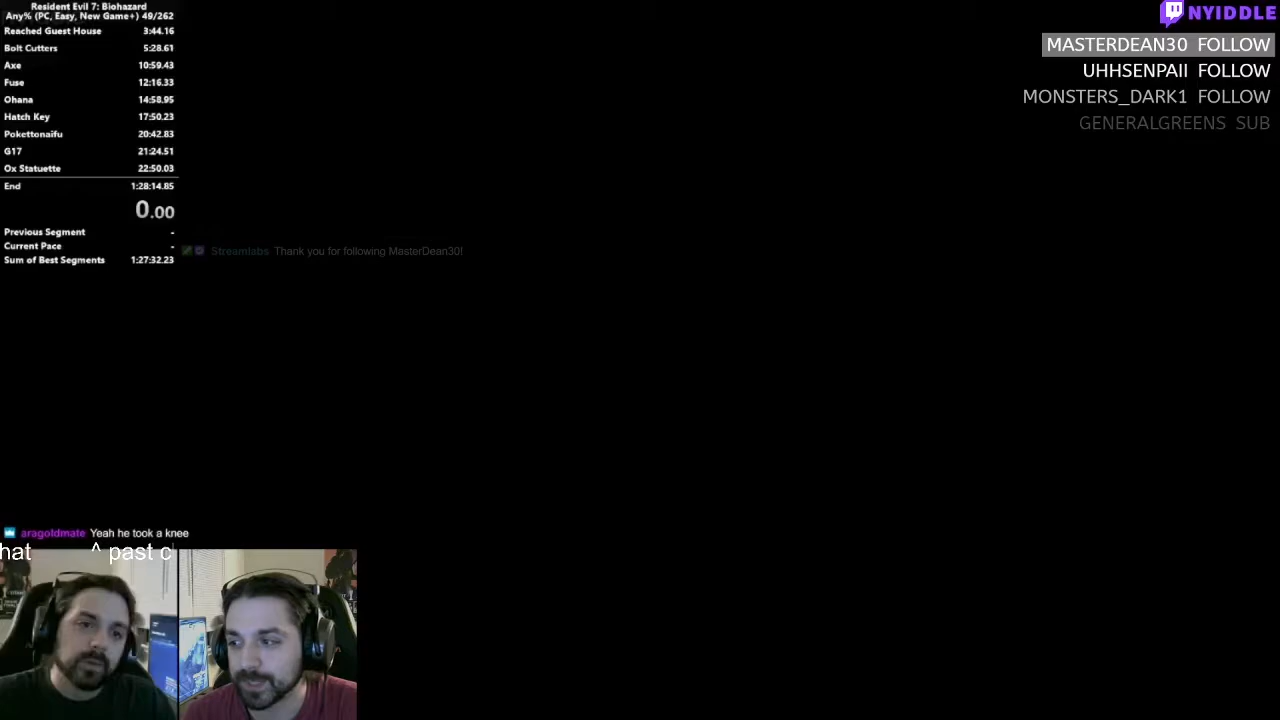 Resident Evil 7: Biohazard
Any% (PC, Easy, New Game+) 49/262
Reached Guest House 3:44.16
Bolt Cutters 5:28.61
Axe 10:59.43
Fuse 12:16.33
Ohana 14:58.95
Hatch Key 17:50.23
Pokettonaifu 20:42.83
G17 21:24.51
Ox Statuette 22:50.03
End 1:28:14.85
0.00
Previous Segment -
Current Pace -
Sum of Best Segments 1:27:32.23
NYIDDLE
MASTERDEAN30 FOLLOW
UHHSENPAII FOLLOW
MONSTERS_DARK1 FOLLOW
GENERALGREENS SUB
Streamlabs Thank you for following MasterDean30!
aragoldmate Yeah he took a knee
hat ^ past c